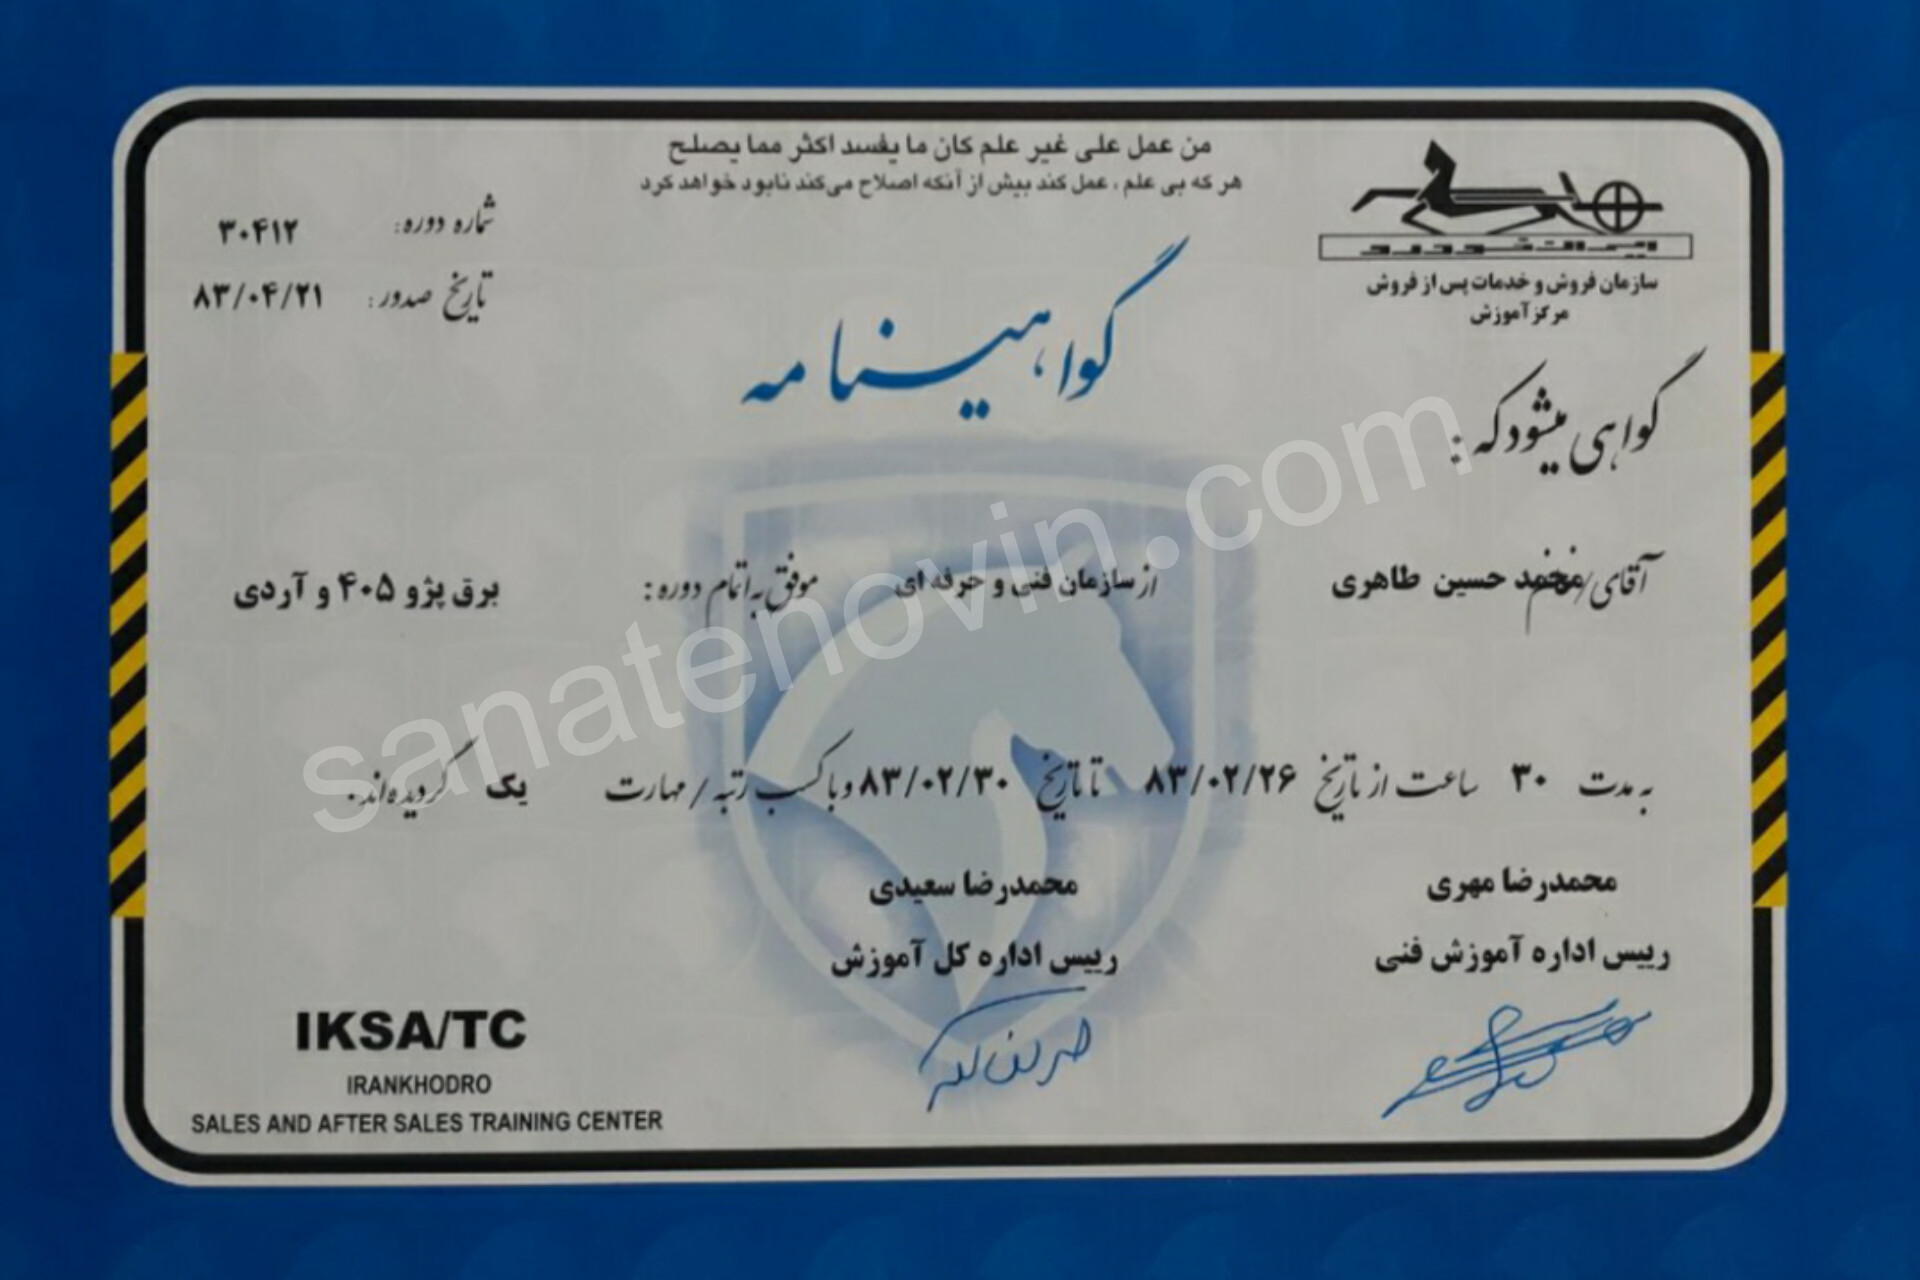 من عمل علی غیر علم کان ما یفسد اکثر مما یصلح
هر که بی علم، عمل کند بیش از آنکه اصلاح می‌کند نابود خواهد کرد
ایران خودرو
سازمان فروش و خدمات پس از فروش
مرکز آموزش
شماره دوره: ۳۰۴۱۲
تاریخ صدور: ۸۳/۰۴/۲۱
گواهینامه
گواهی میشود که:
آقای/خانم محمد حسین طاهری از سازمان فنی و حرفه ای موفق به اتمام دوره: برق پژو ۴۰۵ و آردی
به مدت ۳۰ ساعت از تاریخ ۸۳/۰۲/۲۶ تا تاریخ ۸۳/۰۲/۳۰ و با کسب رتبه/مهارت یک گردیده‌اند.
محمدرضا مهری
رییس اداره آموزش فنی
محمدرضا سعیدی
رییس اداره کل آموزش
IKSA/TC
IRANKHODRO
SALES AND AFTER SALES TRAINING CENTER
sanatenovin.com